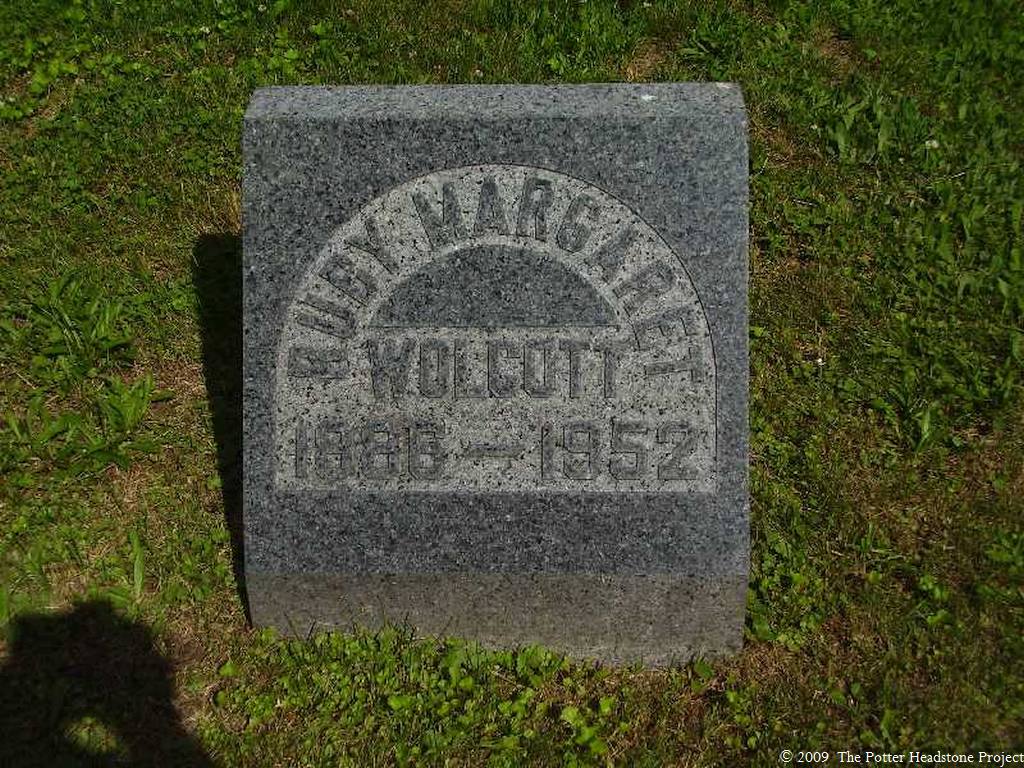 RUBY MARGARET
WOLCOTT
1886 — 1952
© 2009 The Potter Headstone Project